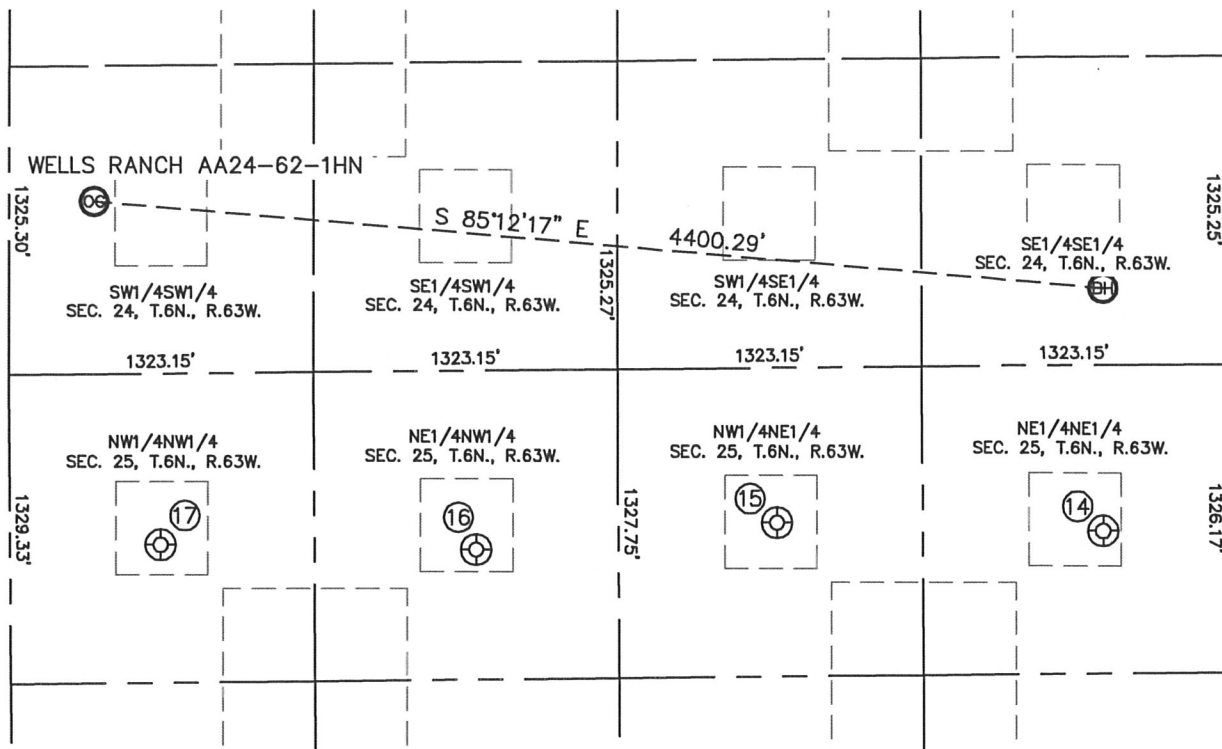 WELLS RANCH AA24-62-1HN
OG
1325.30'
S 85°12'17" E
4400.29'
1325.27'
1325.25'
SW1/4SW1/4
SEC. 24, T.6N., R.63W.
SE1/4SW1/4
SEC. 24, T.6N., R.63W.
SW1/4SE1/4
SEC. 24, T.6N., R.63W.
SE1/4SE1/4
SEC. 24, T.6N., R.63W.
BH
1323.15'
1323.15'
1323.15'
1323.15'
NW1/4NW1/4
SEC. 25, T.6N., R.63W.
NE1/4NW1/4
SEC. 25, T.6N., R.63W.
NW1/4NE1/4
SEC. 25, T.6N., R.63W.
NE1/4NE1/4
SEC. 25, T.6N., R.63W.
1329.33'
17
16
1327.75'
15
14
1326.17'